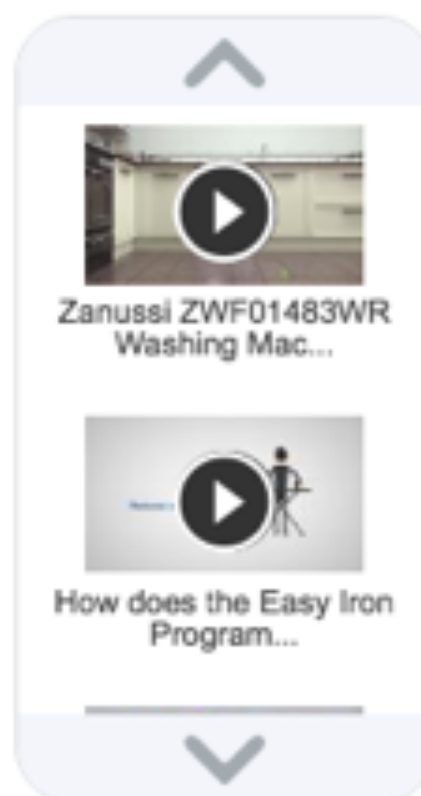 Zanussi ZWF01483WR
Washing Mac...
How does the Easy Iron
Program...